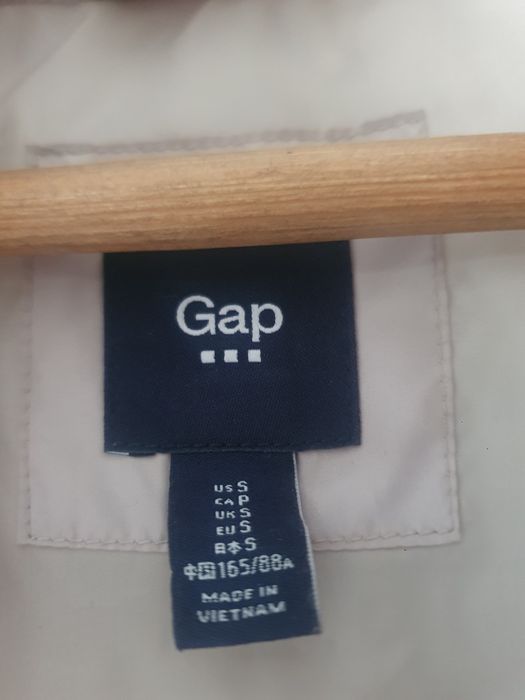 Gap
US S
CA P
UK S
EU S
日本 S
中国 165/88A
MADE IN
VIETNAM